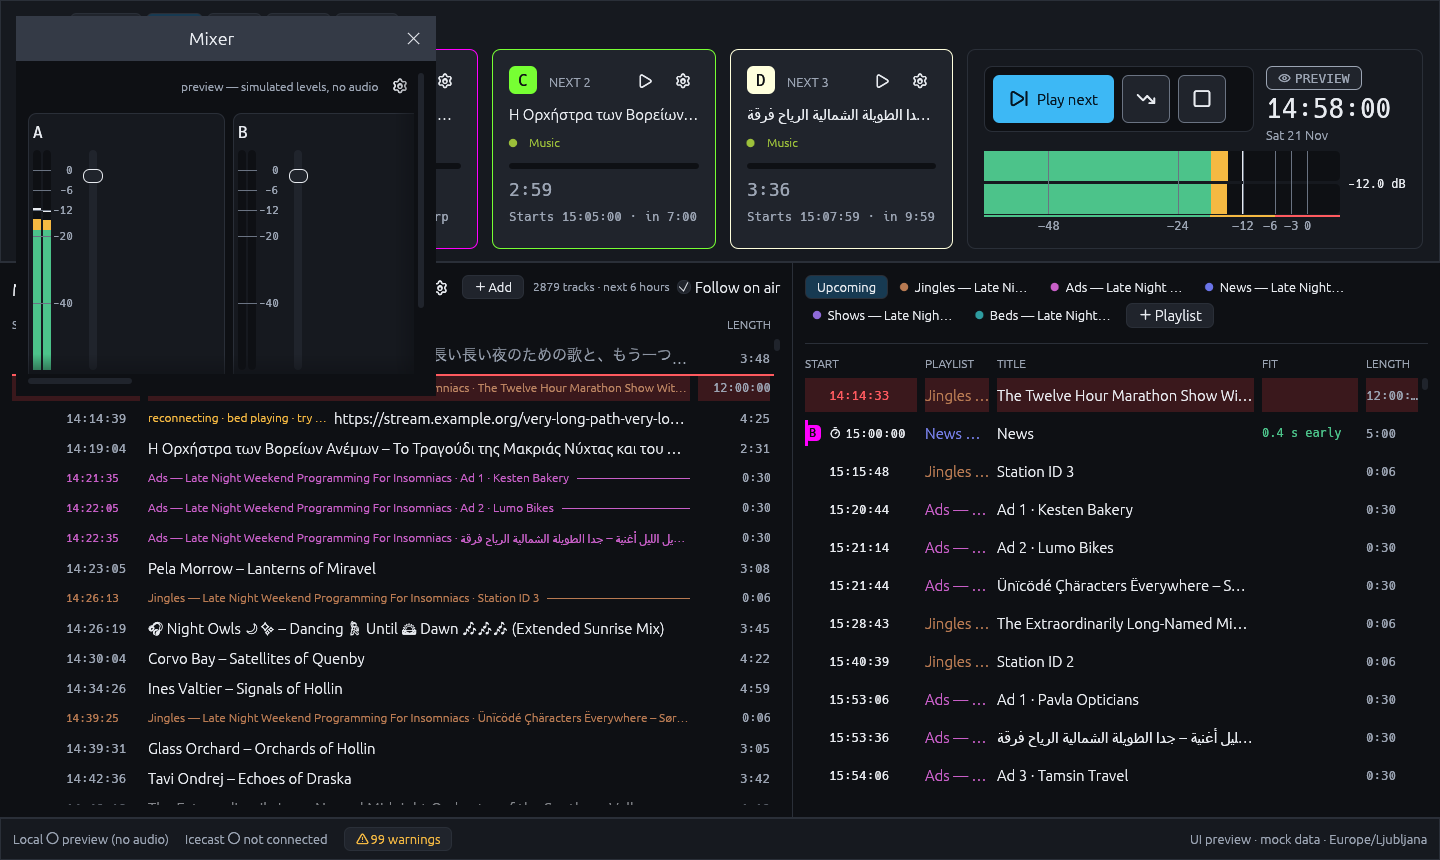 Mixer
preview — simulated levels, no audio
A
B
0
-6
-12
-20
-40
0
-6
-12
-20
-40
C NEXT 2
Η Ορχήστρα των Βορείων…
Music
2:59
Starts 15:05:00 · in 7:00
D NEXT 3
…جدا الطويلة الشمالية الرياح فرقة
Music
3:36
Starts 15:07:59 · in 9:59
Play next
PREVIEW
14:58:00
Sat 21 Nov
-12.0 dB
-48 -24 -12 -6 -3 0
+ Add
2879 tracks · next 6 hours
Follow on air
LENGTH
長い長い夜のための歌と、もう一つ… 3:48
The Twelve Hour Marathon Show Wit… 12:00:00
14:14:39 reconnecting · bed playing · try … https://stream.example.org/very-long-path-very-lo… 4:25
14:19:04 Η Ορχήστρα των Βορείων Ανέμων – Το Τραγούδι της Μακριάς Νύχτας και του … 2:31
14:21:35 Ads — Late Night Weekend Programming For Insomniacs · Ad 1 · Kesten Bakery 0:30
14:22:05 Ads — Late Night Weekend Programming For Insomniacs · Ad 2 · Lumo Bikes 0:30
14:22:35 Ads — Late Night Weekend Programming For Insomniacs · …يل الليل أغنية – جدا الطويلة الشمالية الرياح فرقة 0:30
14:23:05 Pela Morrow – Lanterns of Miravel 3:08
14:26:13 Jingles — Late Night Weekend Programming For Insomniacs · Station ID 3 0:06
14:26:19 🎧 Night Owls 🌙✨ – Dancing 💃 Until 🌅 Dawn 🎶🎶🎶 (Extended Sunrise Mix) 3:45
14:30:04 Corvo Bay – Satellites of Quenby 4:22
14:34:26 Ines Valtier – Signals of Hollin 4:59
14:39:25 Jingles — Late Night Weekend Programming For Insomniacs · Ünïcödé Çhäracters Ëverywhere – Sør… 0:06
14:39:31 Glass Orchard – Orchards of Hollin 3:05
14:42:36 Tavi Ondrej – Echoes of Draska 3:42
Upcoming
Jingles — Late Ni…
Ads — Late Night …
News — Late Night…
Shows — Late Nigh…
Beds — Late Night…
+ Playlist
START PLAYLIST TITLE FIT LENGTH
14:14:33 Jingles … The Twelve Hour Marathon Show Wi… 12:00:…
B 15:00:00 News … News 0.4 s early 5:00
15:15:48 Jingles … Station ID 3 0:06
15:20:44 Ads — … Ad 1 · Kesten Bakery 0:30
15:21:14 Ads — … Ad 2 · Lumo Bikes 0:30
15:21:44 Ads — … Ünïcödé Çhäracters Ëverywhere – S… 0:30
15:28:43 Jingles … The Extraordinarily Long-Named Mi… 0:06
15:40:39 Jingles … Station ID 2 0:06
15:53:06 Ads — … Ad 1 · Pavla Opticians 0:30
15:53:36 Ads — … …لليل أغنية – جدا الطويلة الشمالية الرياح فرقة 0:30
15:54:06 Ads — … Ad 3 · Tamsin Travel 0:30
Local preview (no audio)
Icecast not connected
99 warnings
UI preview · mock data · Europe/Ljubljana